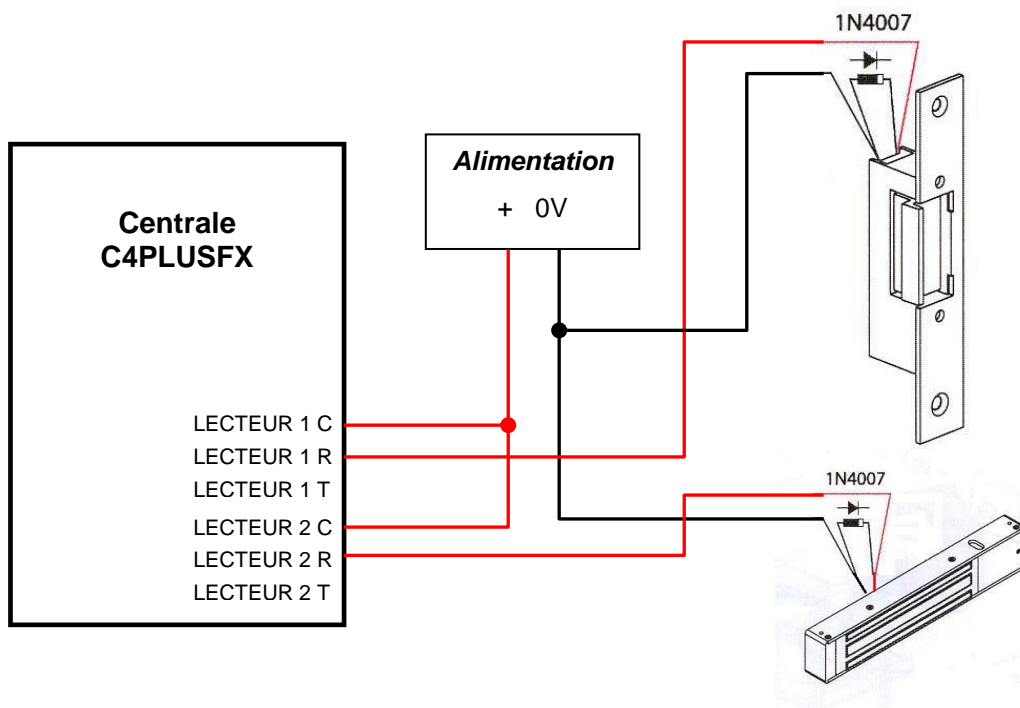 1N4007
Alimentation
+ 0V
Centrale
C4PLUSFX
LECTEUR 1 C
LECTEUR 1 R
LECTEUR 1 T
LECTEUR 2 C
LECTEUR 2 R
LECTEUR 2 T
1N4007